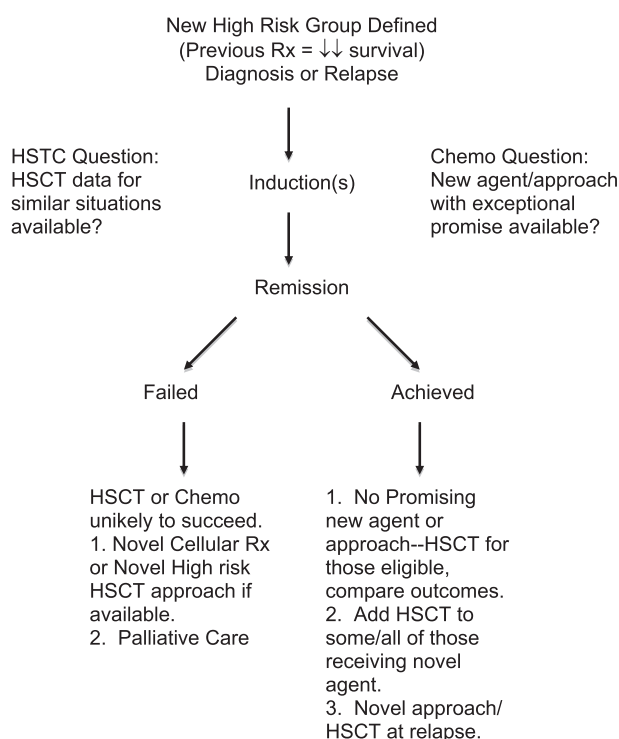 New High Risk Group Defined
(Previous Rx = ↓↓ survival)
Diagnosis or Relapse
HSTC Question:
HSCT data for
similar situations
available?
Induction(s)
Chemo Question:
New agent/approach
with exceptional
promise available?
Remission
Failed
Achieved
HSCT or Chemo
unikely to succeed.
1. Novel Cellular Rx
or Novel High risk
HSCT approach if
available.
2. Palliative Care
1. No Promising
new agent or
approach--HSCT for
those eligible,
compare outcomes.
2. Add HSCT to
some/all of those
receiving novel
agent.
3. Novel approach/
HSCT at relapse.